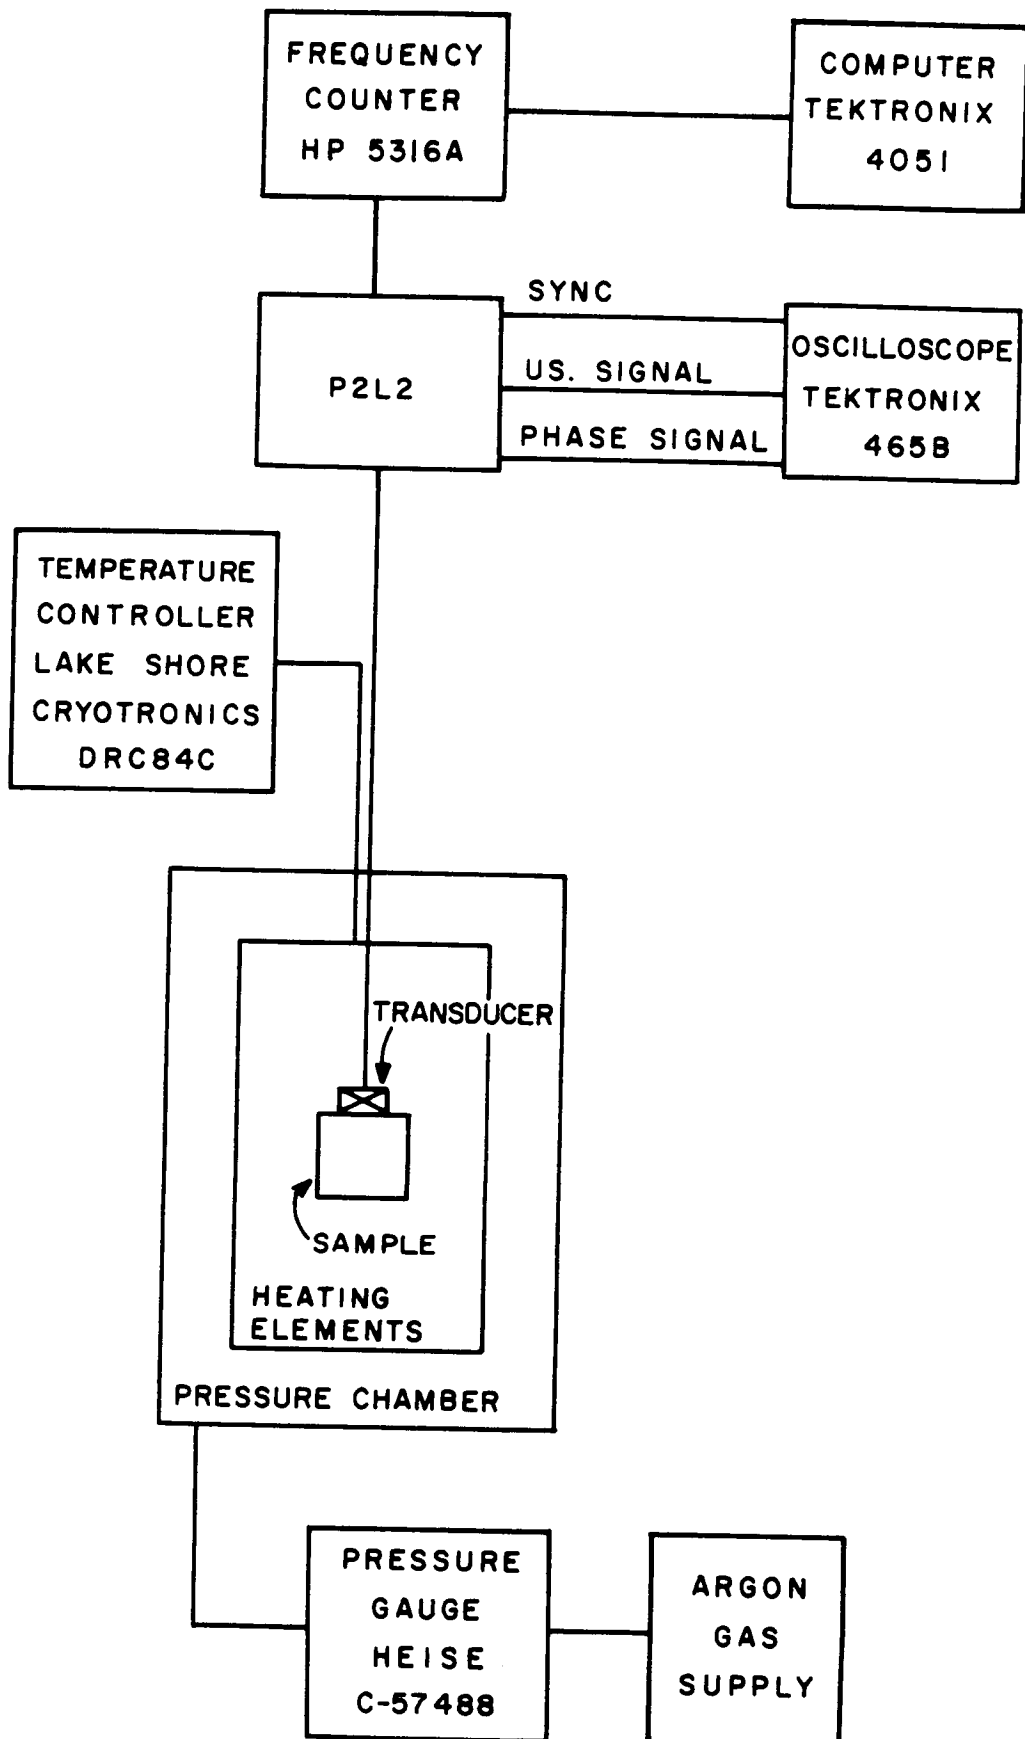 FREQUENCY
COUNTER
HP 5316A
COMPUTER
TEKTRONIX
4051
SYNC
P2L2
US. SIGNAL
PHASE SIGNAL
OSCILLOSCOPE
TEKTRONIX
465B
TEMPERATURE
CONTROLLER
LAKE SHORE
CRYOTRONICS
DRC84C
TRANSDUCER
SAMPLE
HEATING
ELEMENTS
PRESSURE CHAMBER
PRESSURE
GAUGE
HEISE
C-57488
ARGON
GAS
SUPPLY